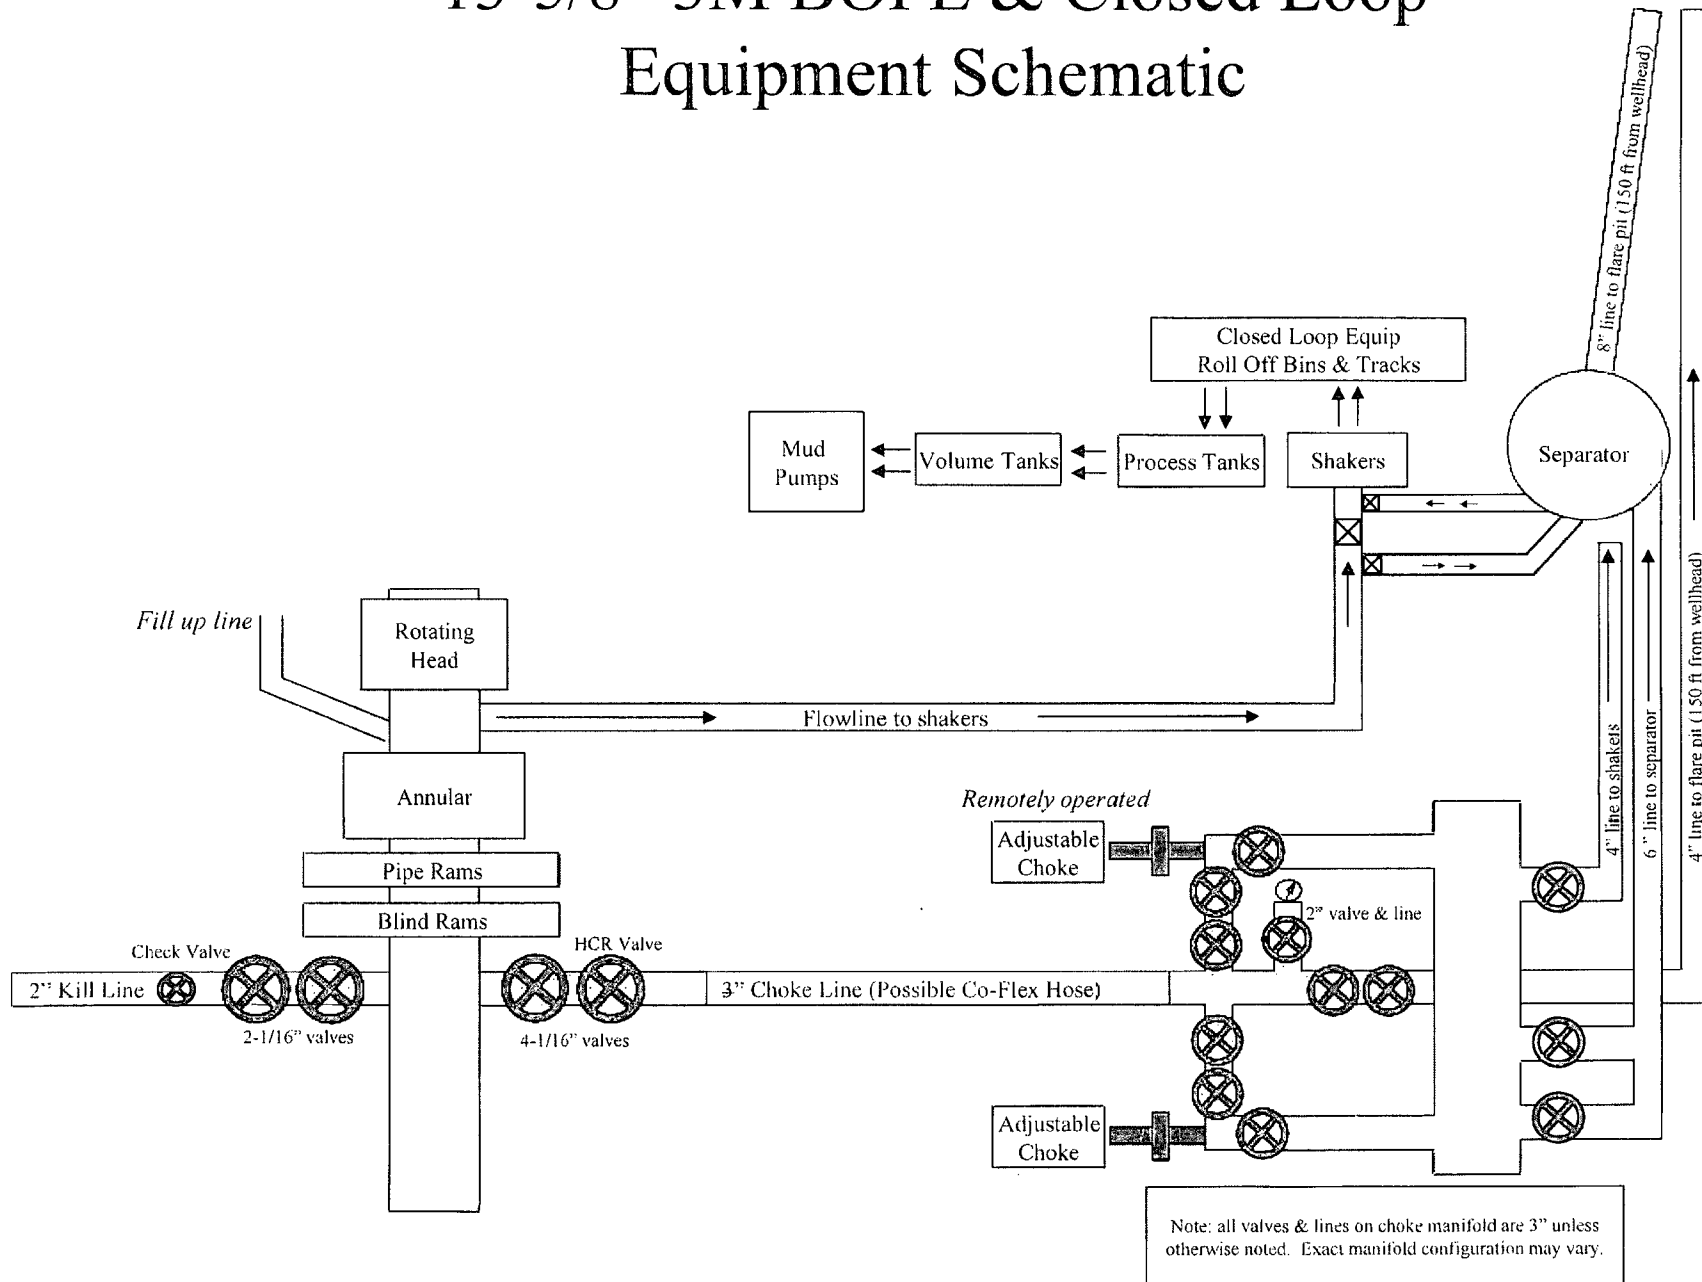 Equipment Schematic
8" line to flare pit (150 ft from wellhead)
Closed Loop Equip
Roll Off Bins & Tracks
Mud
Pumps
Volume Tanks
Process Tanks
Shakers
Separator
Fill up line
Rotating
Head
Flowline to shakers
Annular
Pipe Rams
Blind Rams
Remotely operated
Adjustable
Choke
4" line to shakers
6" line to separator
4" line to flare pit (150 ft from wellhead)
2" valve & line
Check Valve
HCR Valve
2" Kill Line
3" Choke Line (Possible Co-Flex Hose)
2-1/16" valves
4-1/16" valves
Adjustable
Choke
Note: all valves & lines on choke manifold are 3" unless
otherwise noted. Exact manifold configuration may vary.